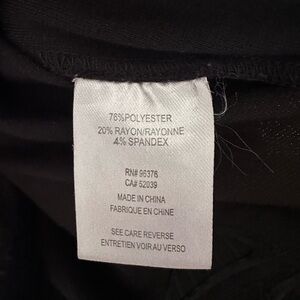 76%POLYESTER
20% RAYON/RAYONNE
4% SPANDEX
RN# 96376
CA# 52039
MADE IN CHINA
FABRIQUE EN CHINE
SEE CARE REVERSE
ENTRETIEN VOIR AU VERSO